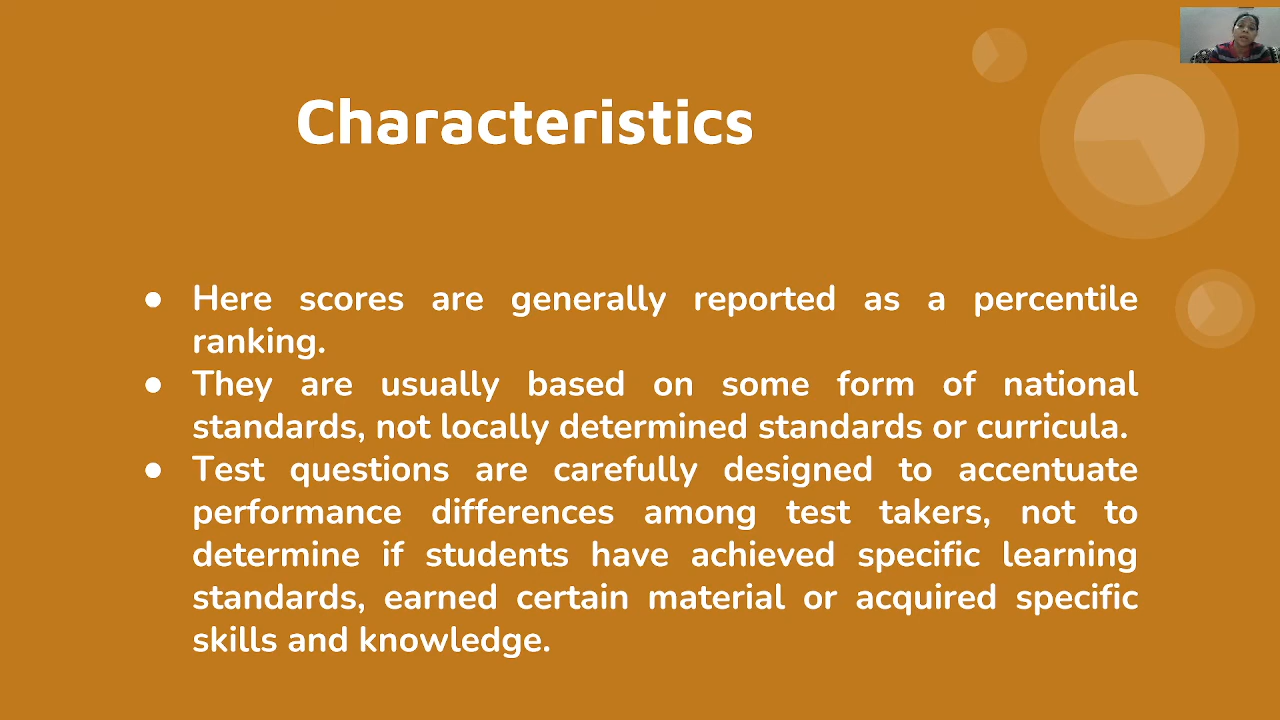 Characteristics
● Here scores are generally reported as a percentile
ranking.
● They are usually based on some form of national
standards, not locally determined standards or curricula.
● Test questions are carefully designed to accentuate
performance differences among test takers, not to
determine if students have achieved specific learning
standards, earned certain material or acquired specific
skills and knowledge.